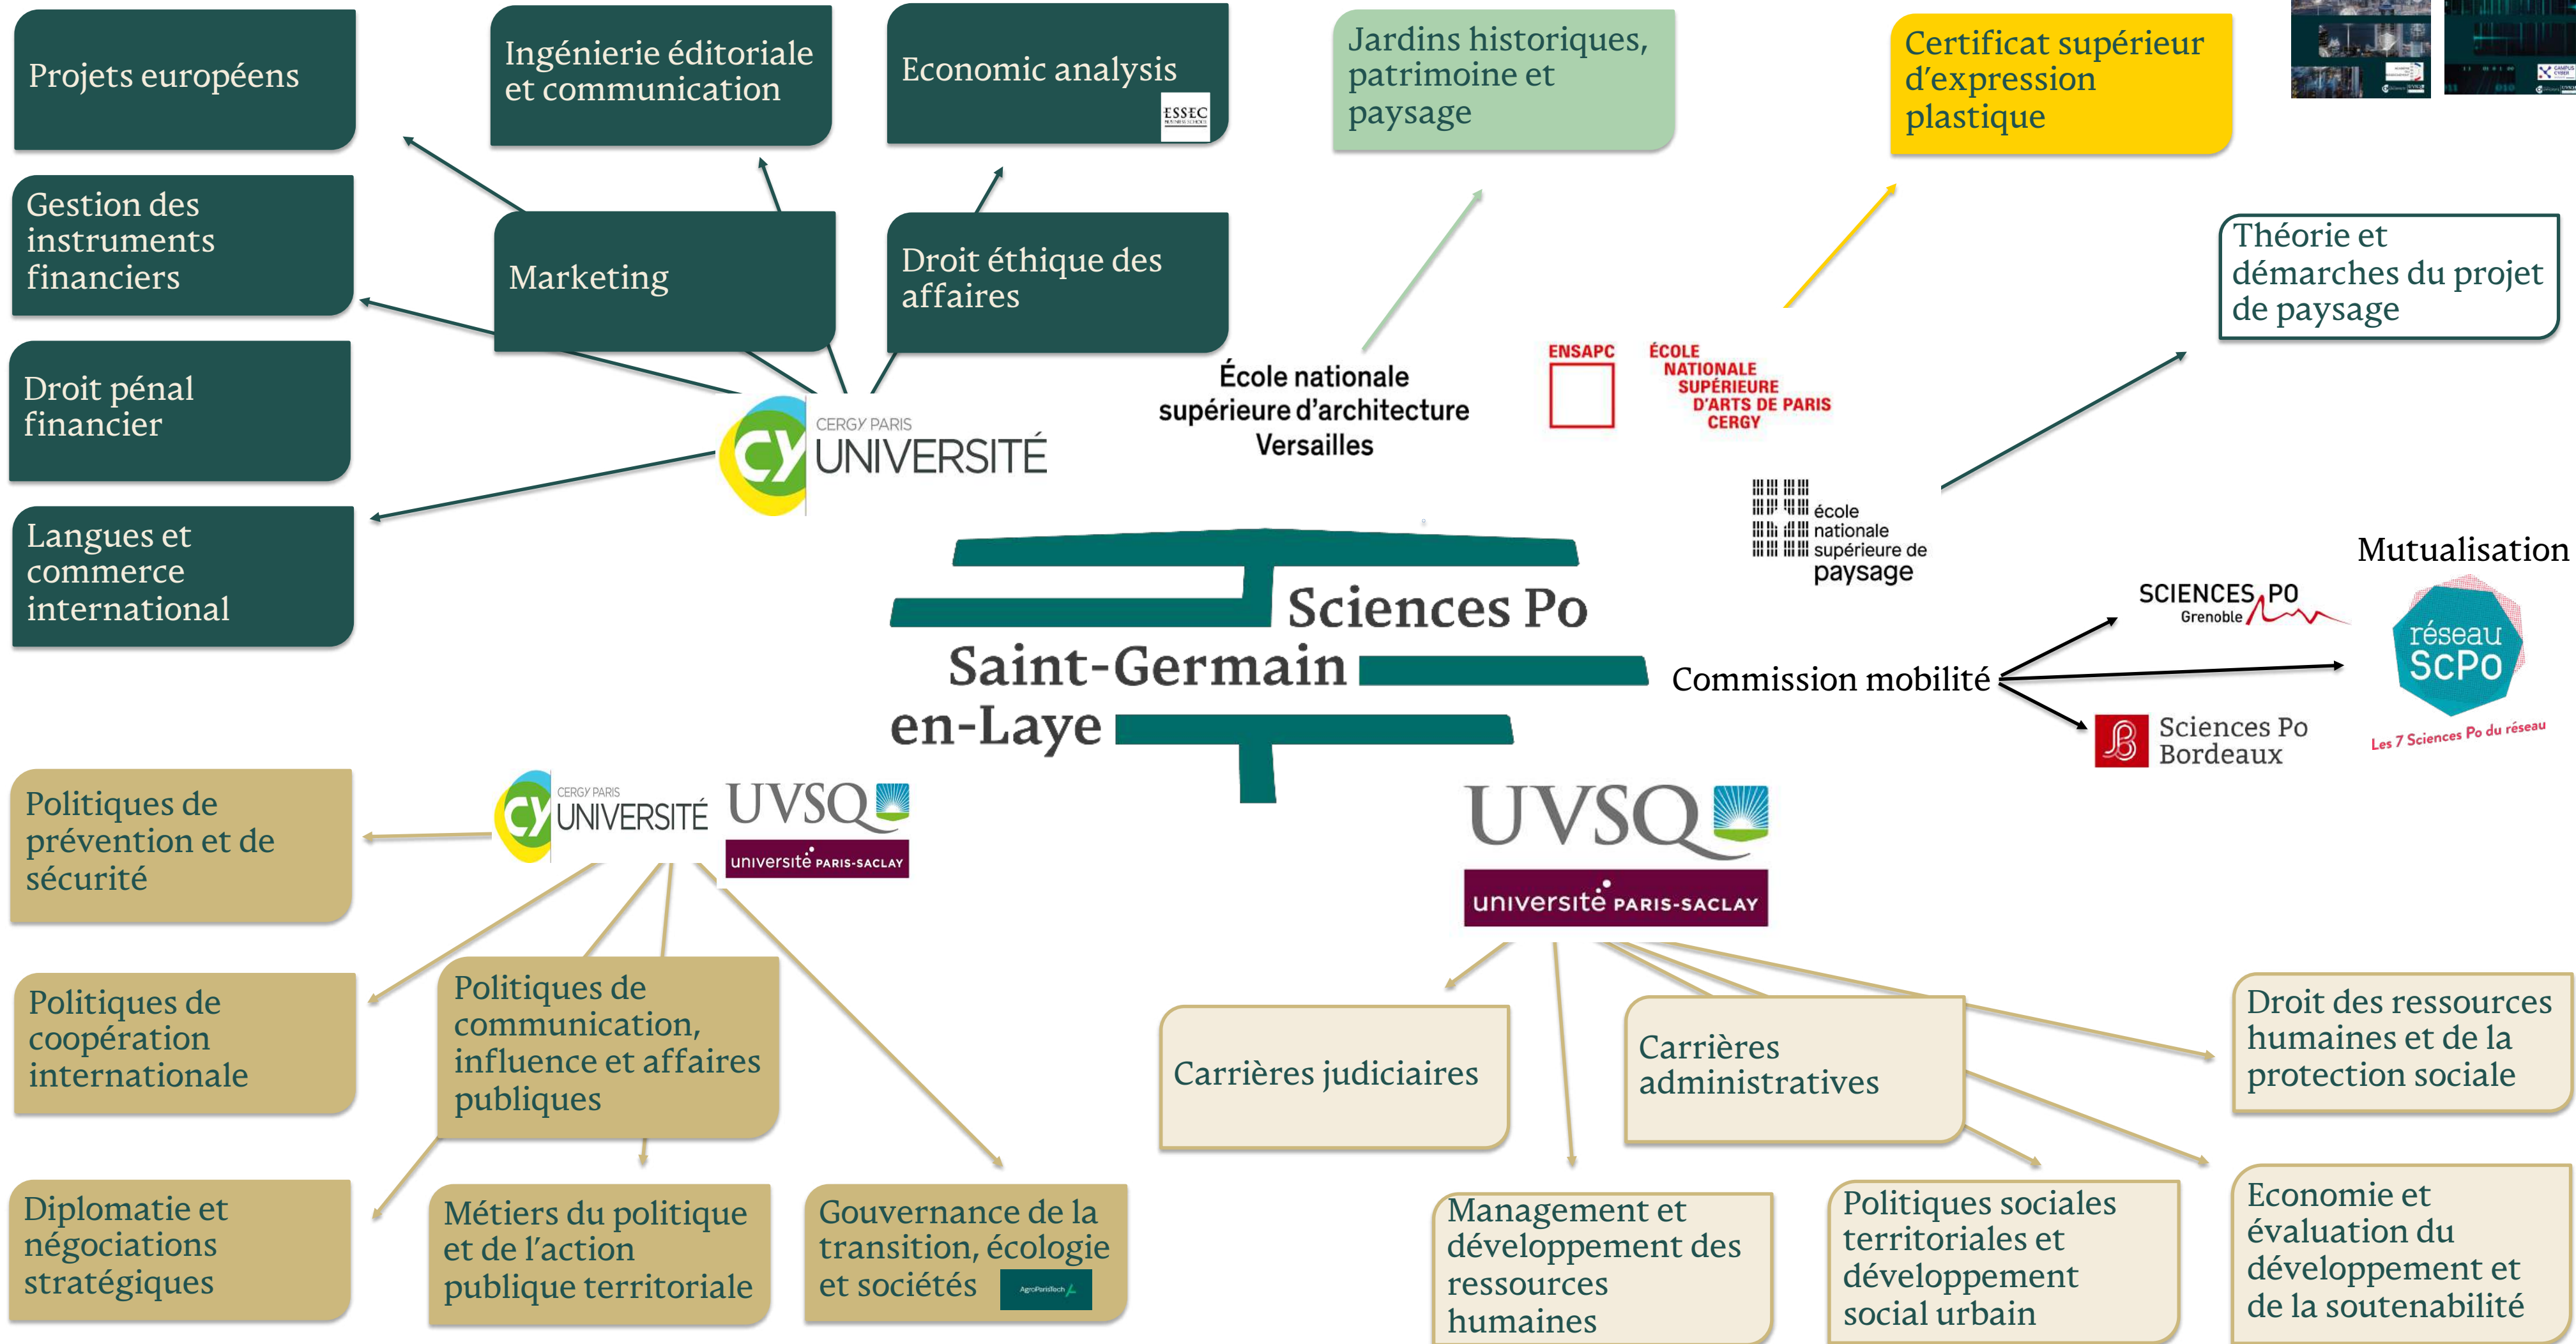 Projets européens
Ingénierie éditoriale
et communication
Economic analysis
ESSEC
BUSINESS SCHOOL
Jardins historiques,
patrimoine et
paysage
Certificat supérieur
d'expression
plastique
Gestion des
instruments
financiers
Marketing
Droit éthique des
affaires
Théorie et
démarches du projet
de paysage
Droit pénal
financier
CY
CERGY PARIS
UNIVERSITÉ
École nationale
supérieure d'architecture
Versailles
ENSAPC
ÉCOLE
NATIONALE
SUPÉRIEURE
D'ARTS DE PARIS
CERGY
école
nationale
supérieure de
paysage
Langues et
commerce
international
Sciences Po
Saint-Germain
en-Laye
Commission mobilité
SCIENCES PO
Grenoble
Mutualisation
réseau
ScPo
Les 7 Sciences Po du réseau
Sciences Po
Bordeaux
Politiques de
prévention et de
sécurité
CY
CERGY PARIS
UNIVERSITÉ
UVSQ
université PARIS-SACLAY
UVSQ
université PARIS-SACLAY
Politiques de
coopération
internationale
Politiques de
communication,
influence et affaires
publiques
Carrières judiciaires
Carrières
administratives
Droit des ressources
humaines et de la
protection sociale
Diplomatie et
négociations
stratégiques
Métiers du politique
et de l'action
publique territoriale
Gouvernance de la
transition, écologie
et sociétés
AgroParisTech
Management et
développement des
ressources
humaines
Politiques sociales
territoriales et
développement
social urbain
Economie et
évaluation du
développement et
de la soutenabilité